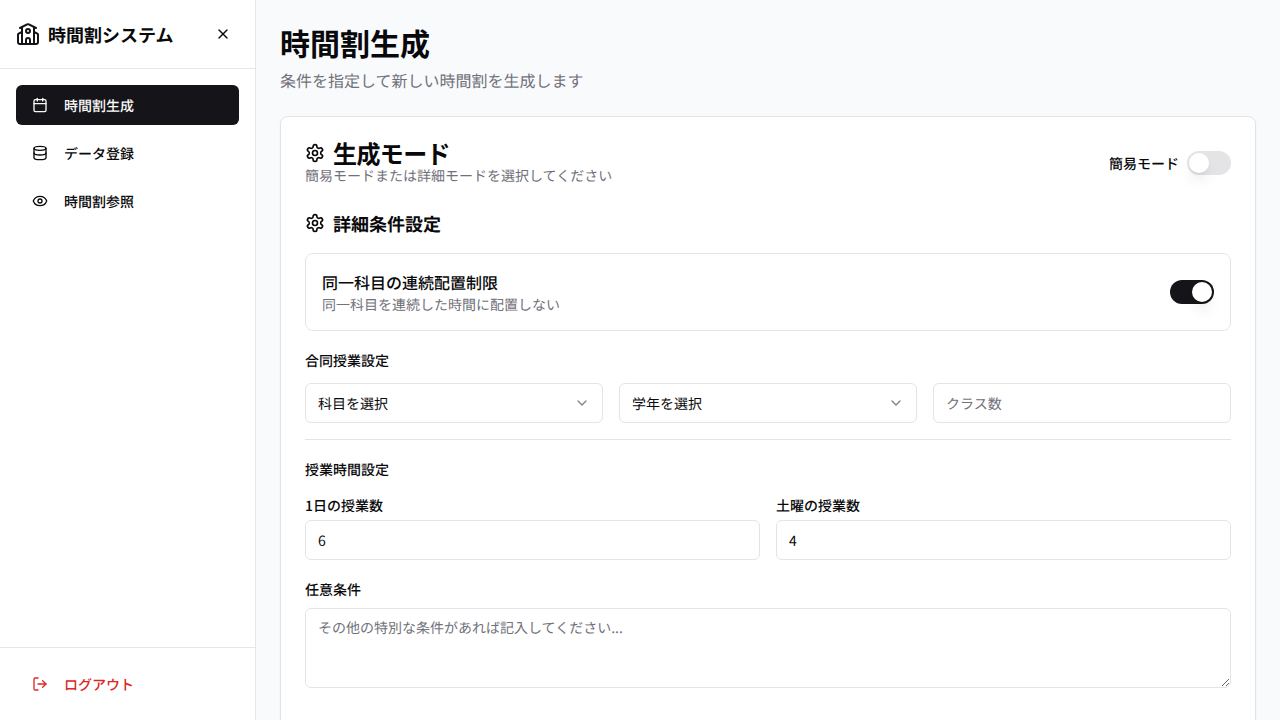 時間割システム
時間割生成
データ登録
時間割参照
ログアウト
時間割生成
条件を指定して新しい時間割を生成します
生成モード
簡易モードまたは詳細モードを選択してください
簡易モード
詳細条件設定
同一科目の連続配置制限
同一科目を連続した時間に配置しない
合同授業設定
科目を選択
学年を選択
クラス数
授業時間設定
1日の授業数
土曜の授業数
6
4
任意条件
その他の特別な条件があれば記入してください...